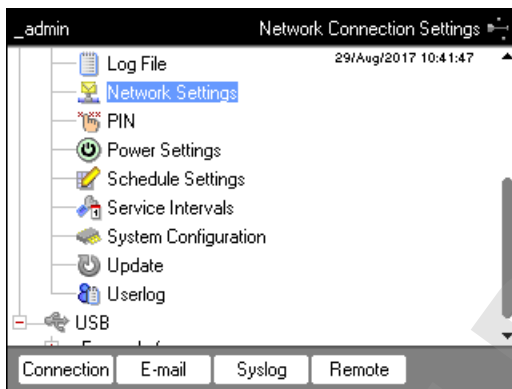 _admin Network Connection Settings
Log File 29/Aug/2017 10:41:47
Network Settings
PIN
Power Settings
Schedule Settings
Service Intervals
System Configuration
Update
Userlog
USB
Connection E-mail Syslog Remote